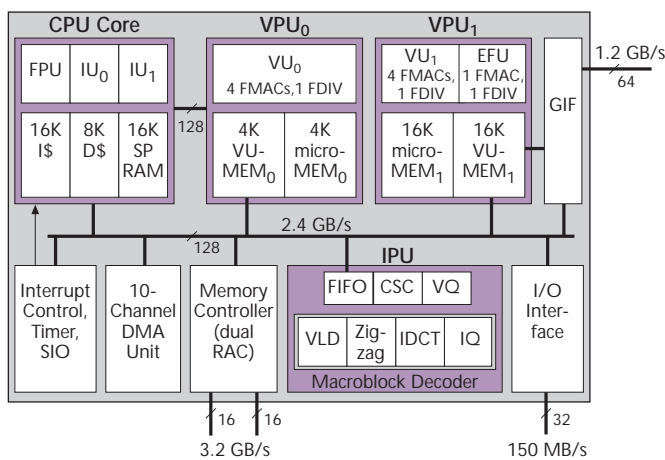 CPU Core
VPU0
VPU1
FPU
IU0
IU1
VU0
4 FMACs,1 FDIV
VU1
4 FMACs,
1 FDIV
EFU
1 FMAC,
1 FDIV
GIF
1.2 GB/s
64
128
16K
I$
8K
D$
16K
SP
RAM
4K
VU-
MEM0
4K
micro-
MEM0
16K
micro-
MEM1
16K
VU-
MEM1
2.4 GB/s
128
Interrupt
Control,
Timer,
SIO
10-
Channel
DMA
Unit
Memory
Controller
(dual
RAC)
IPU
FIFO
CSC
VQ
VLD
Zig-
zag
IDCT
IQ
Macroblock Decoder
I/O
Inter-
face
16
16
32
3.2 GB/s
150 MB/s